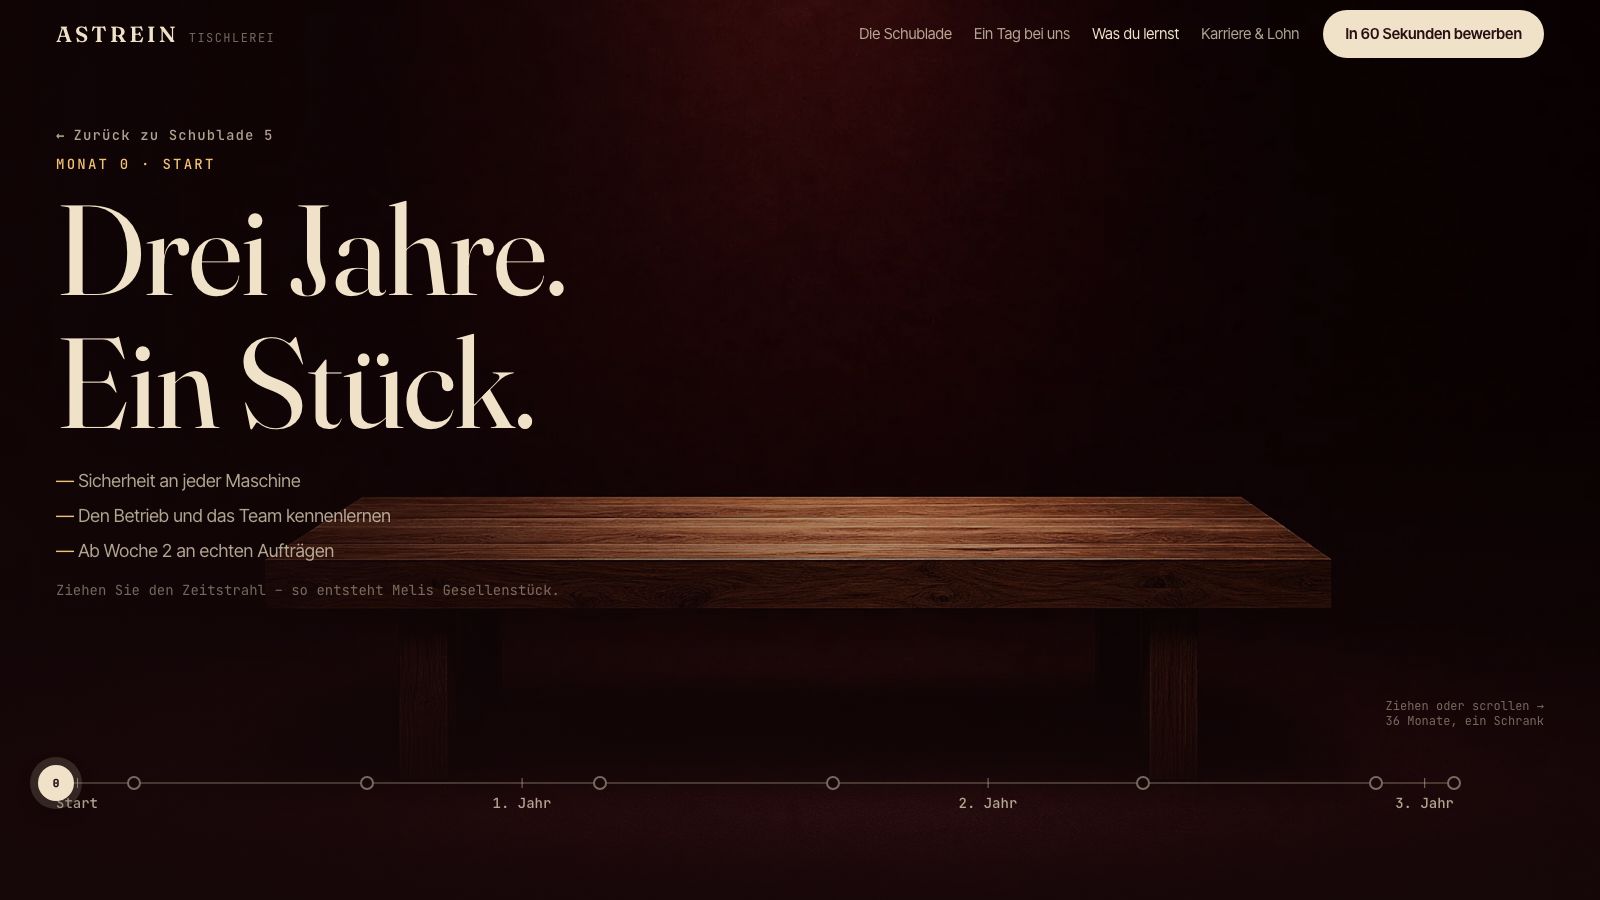 ASTREIN TISCHLEREI
Die Schublade
Ein Tag bei uns
Was du lernst
Karriere & Lohn
In 60 Sekunden bewerben
← Zurück zu Schublade 5
MONAT 0 · START
Drei Jahre.
Ein Stück.
— Sicherheit an jeder Maschine
— Den Betrieb und das Team kennenlernen
— Ab Woche 2 an echten Aufträgen
Ziehen Sie den Zeitstrahl – so entsteht Melis Gesellenstück.
Ziehen oder scrollen →
36 Monate, ein Schrank
0
Start
1. Jahr
2. Jahr
3. Jahr